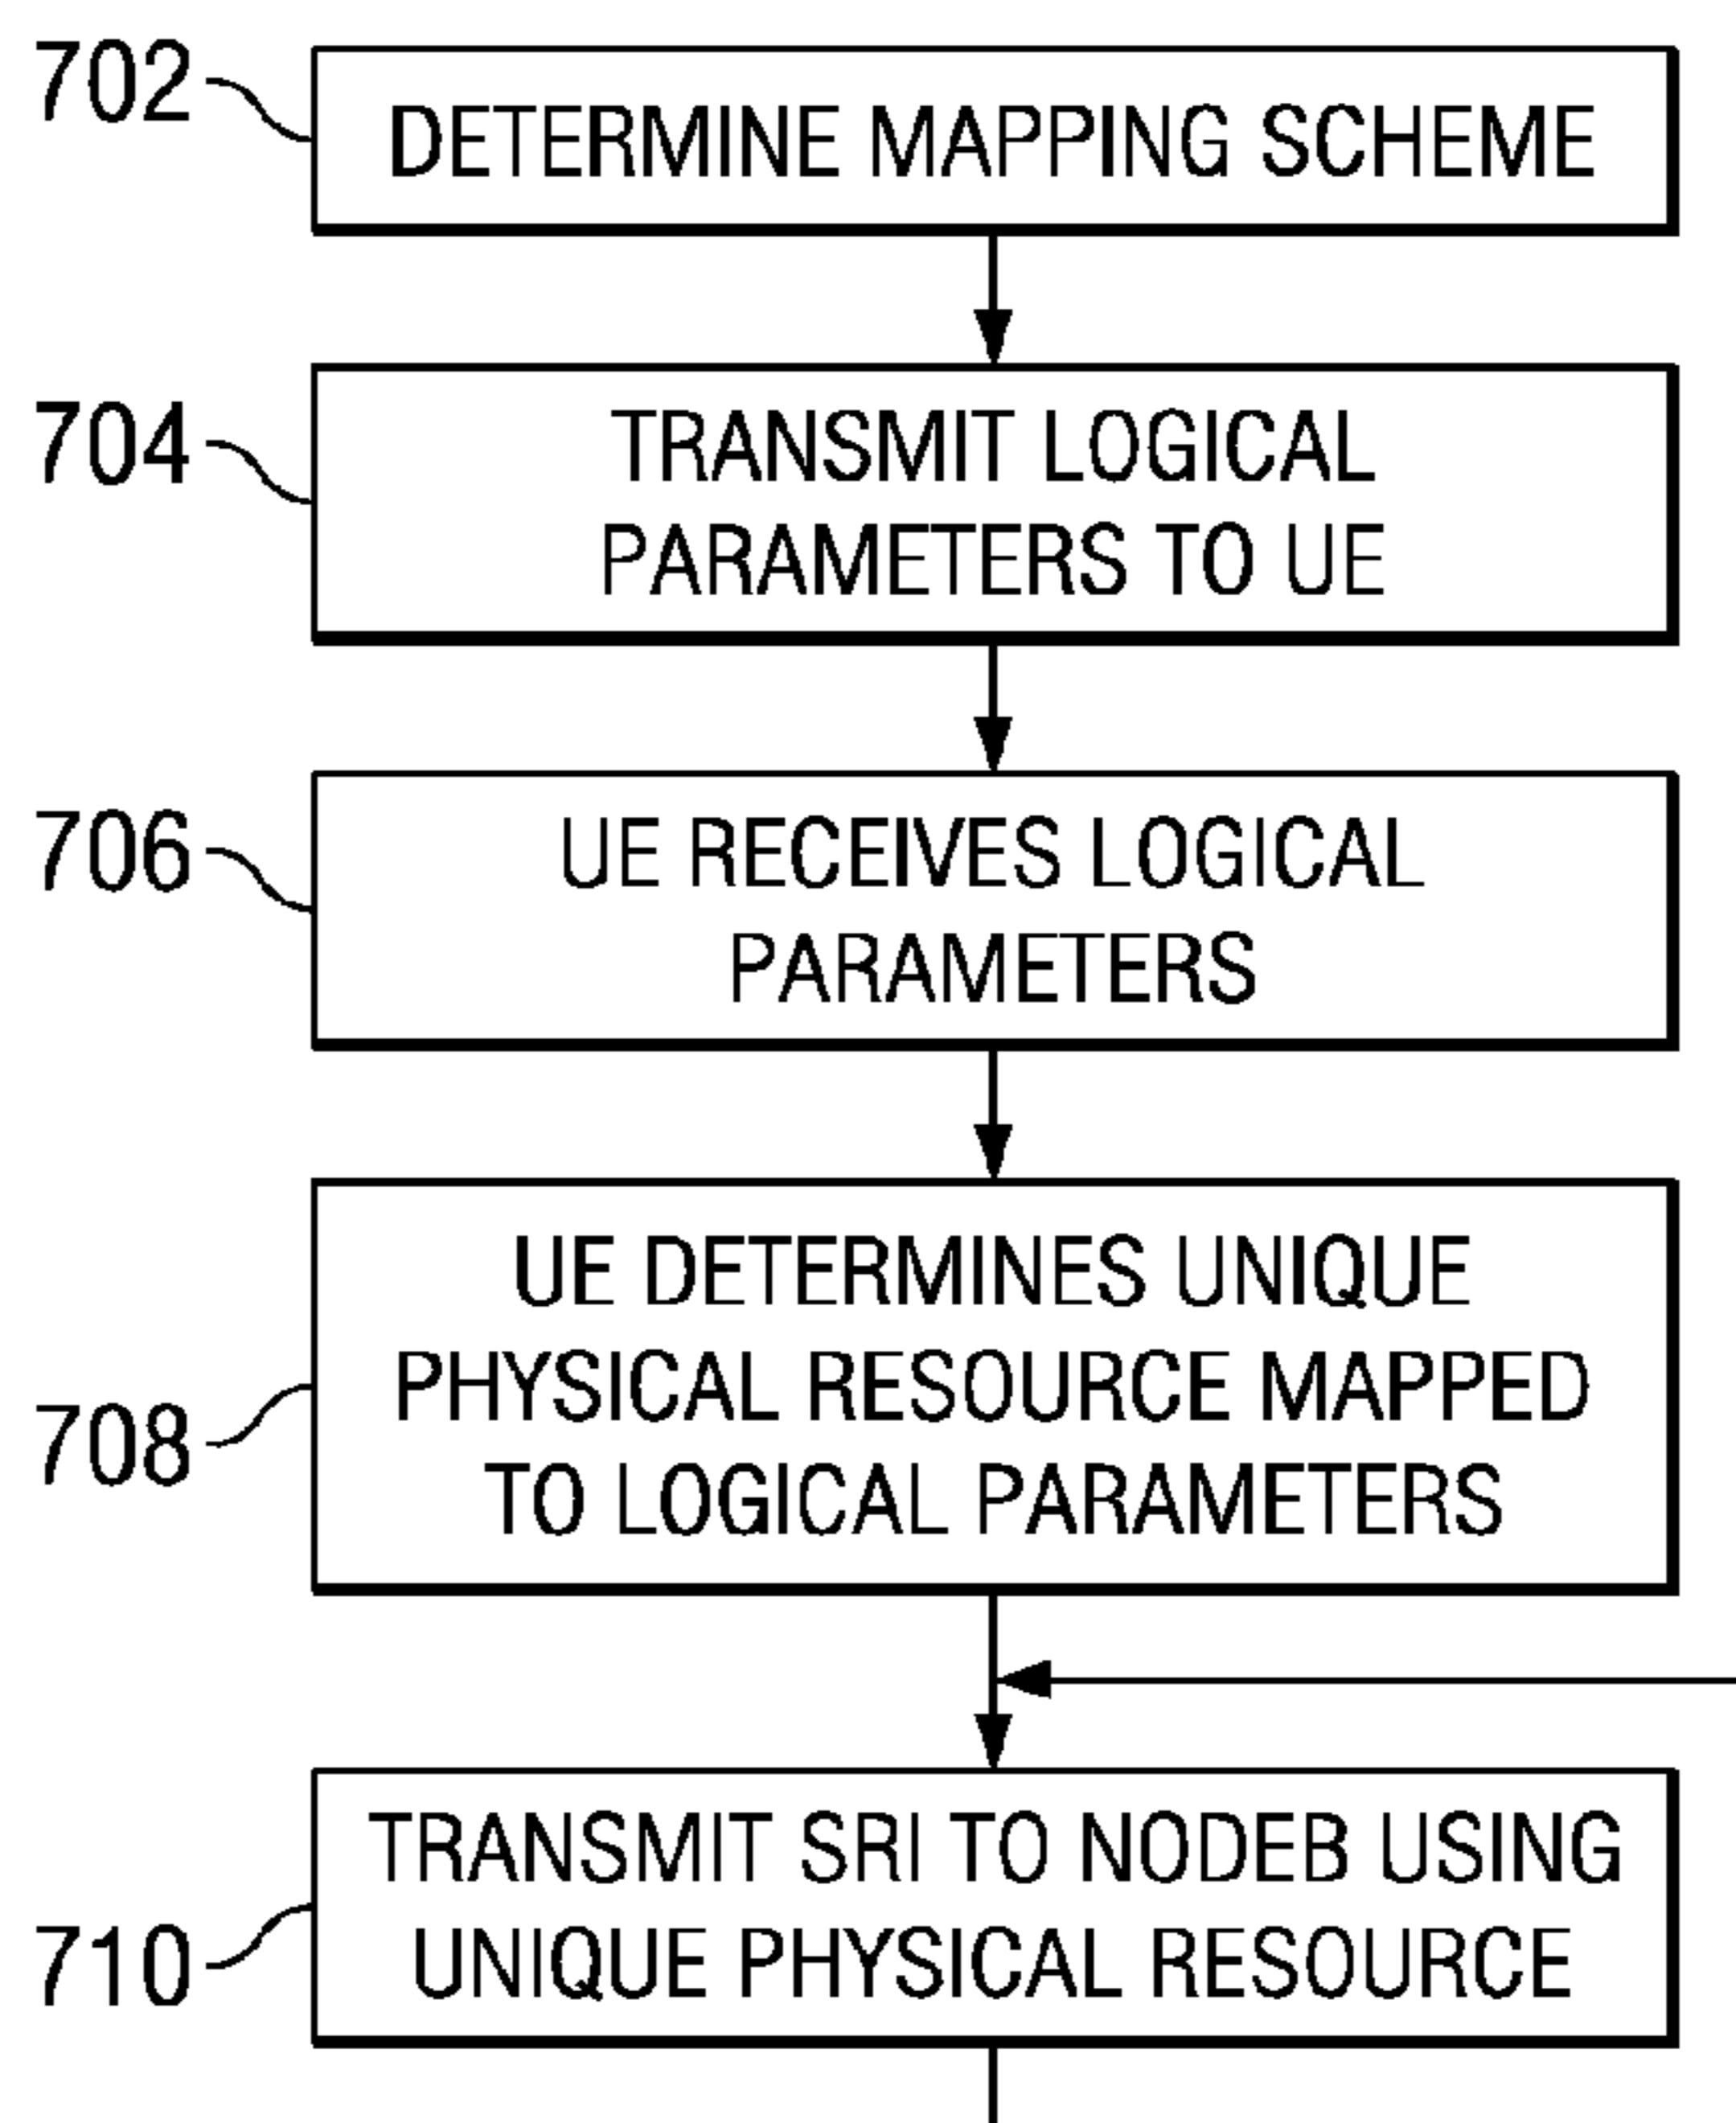 702
DETERMINE MAPPING SCHEME
704
TRANSMIT LOGICAL
PARAMETERS TO UE
706
UE RECEIVES LOGICAL
PARAMETERS
708
UE DETERMINES UNIQUE
PHYSICAL RESOURCE MAPPED
TO LOGICAL PARAMETERS
710
TRANSMIT SRI TO NODEB USING
UNIQUE PHYSICAL RESOURCE